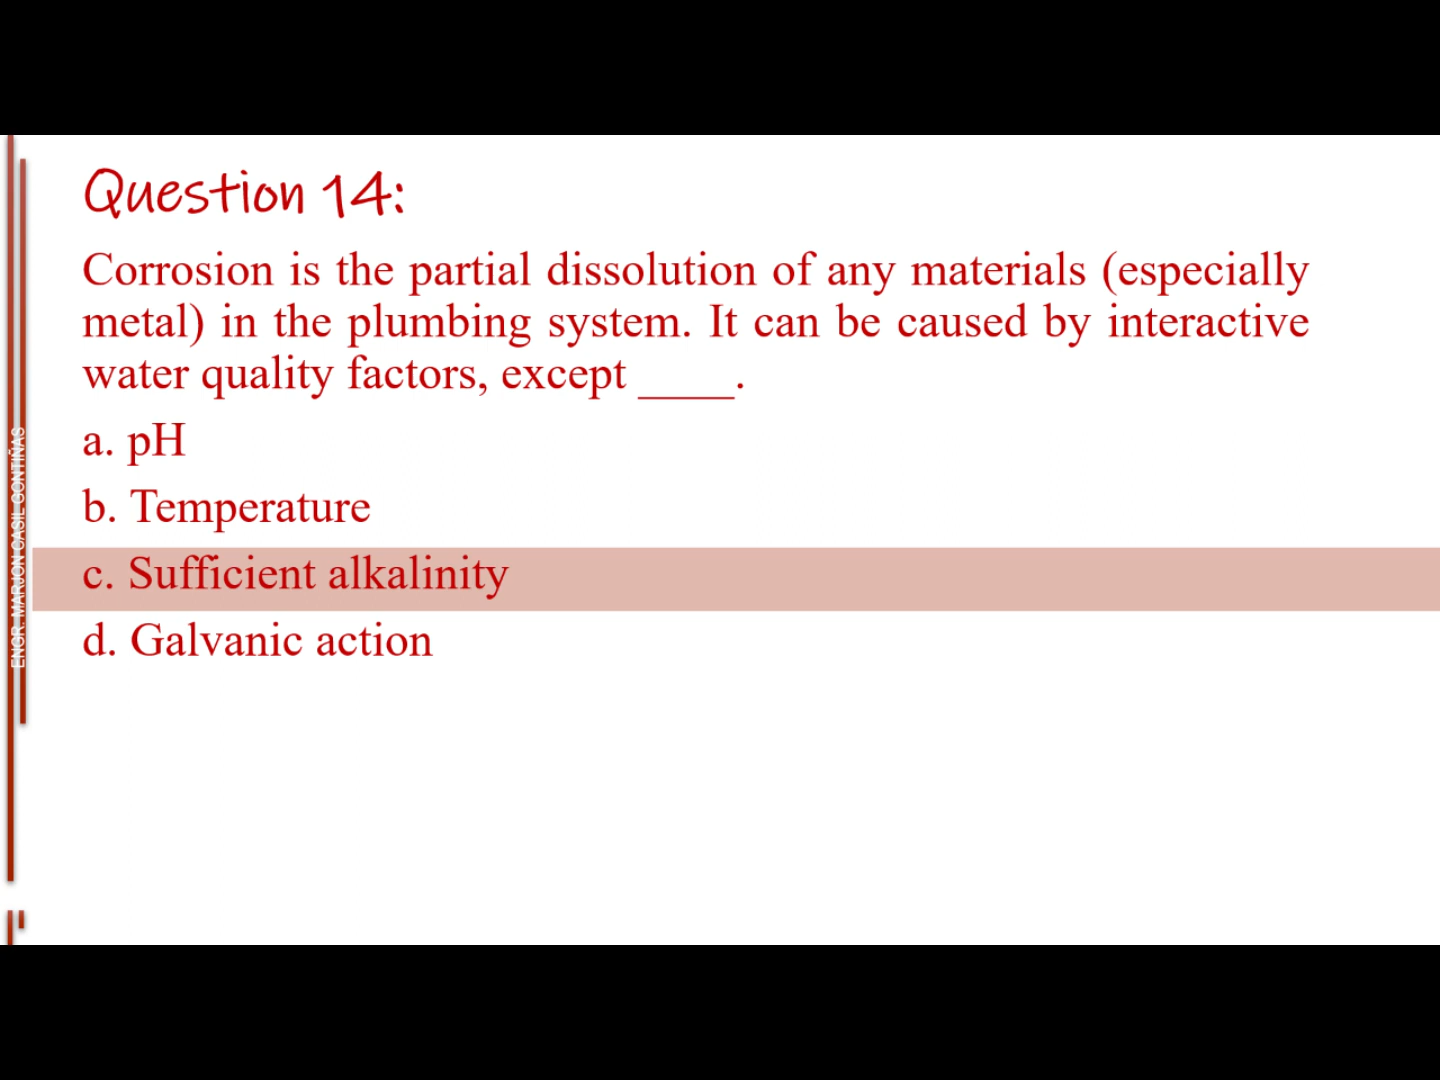 Question 14:
Corrosion is the partial dissolution of any materials (especially
metal) in the plumbing system. It can be caused by interactive
water quality factors, except ____.
a. pH
b. Temperature
c. Sufficient alkalinity
d. Galvanic action
ENGR. MARJON CASIL GONTIÑAS